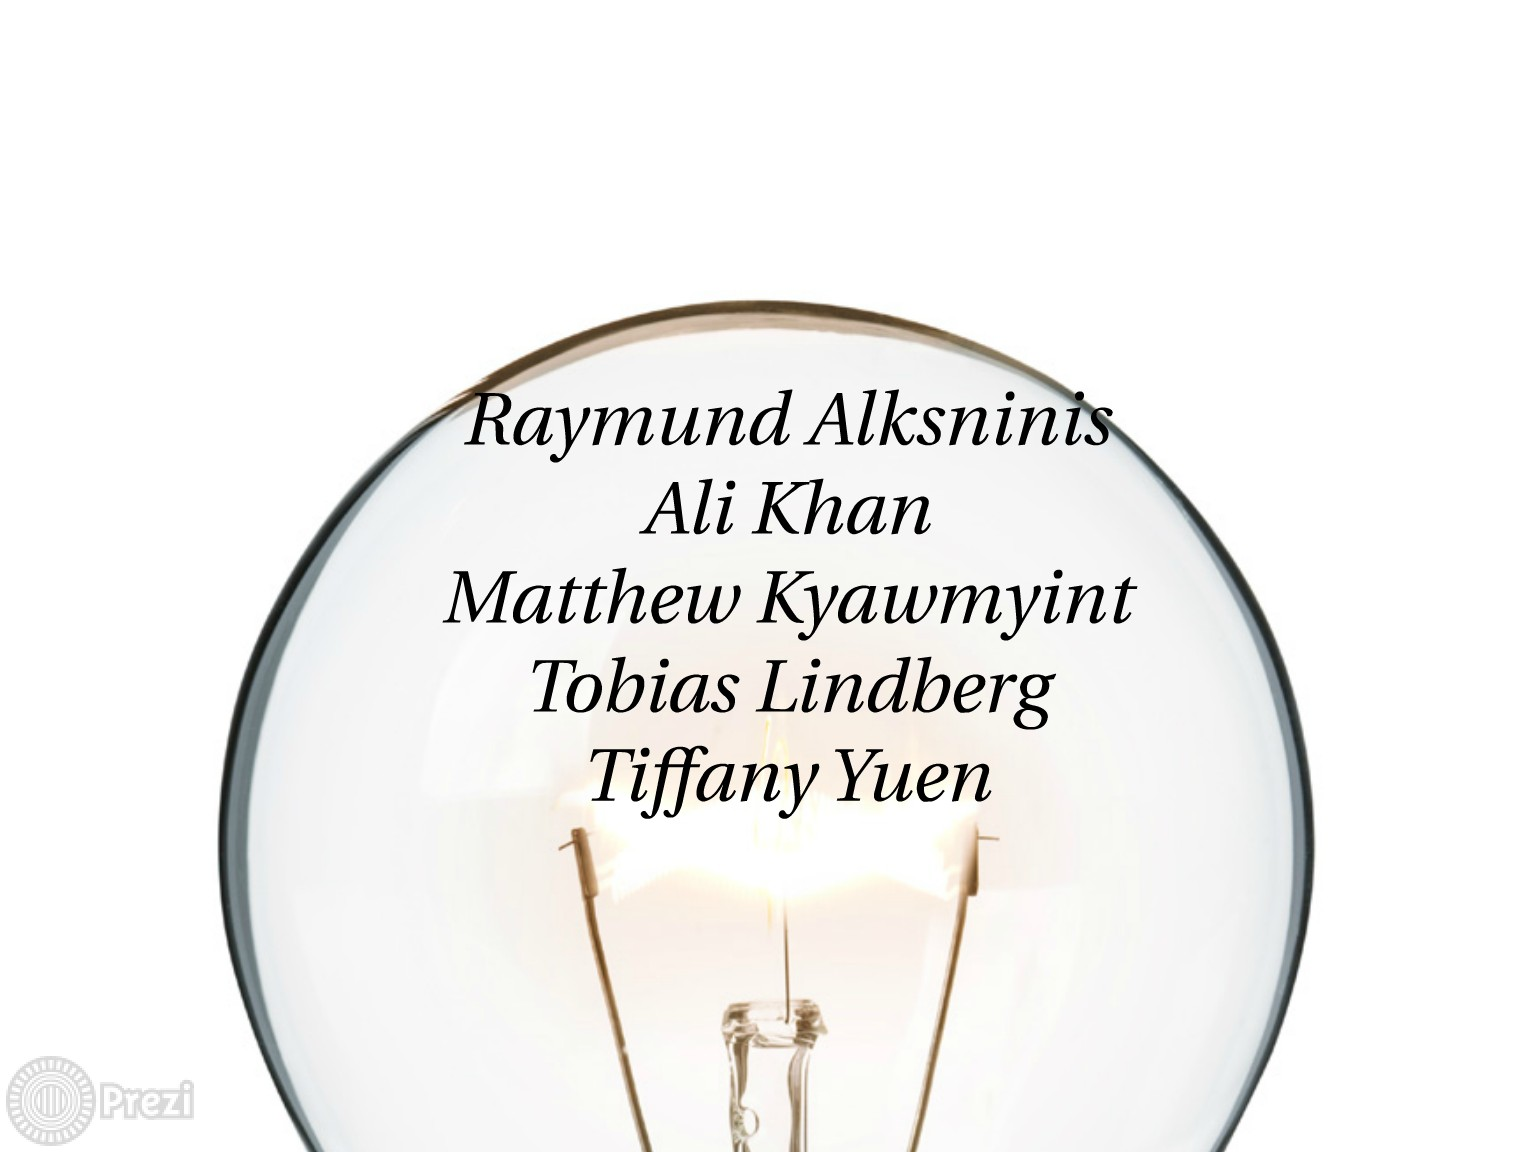 Raymund Alksninis
Ali Khan
Matthew Kyawmyint
Tobias Lindberg
Tiffany Yuen
Prezi